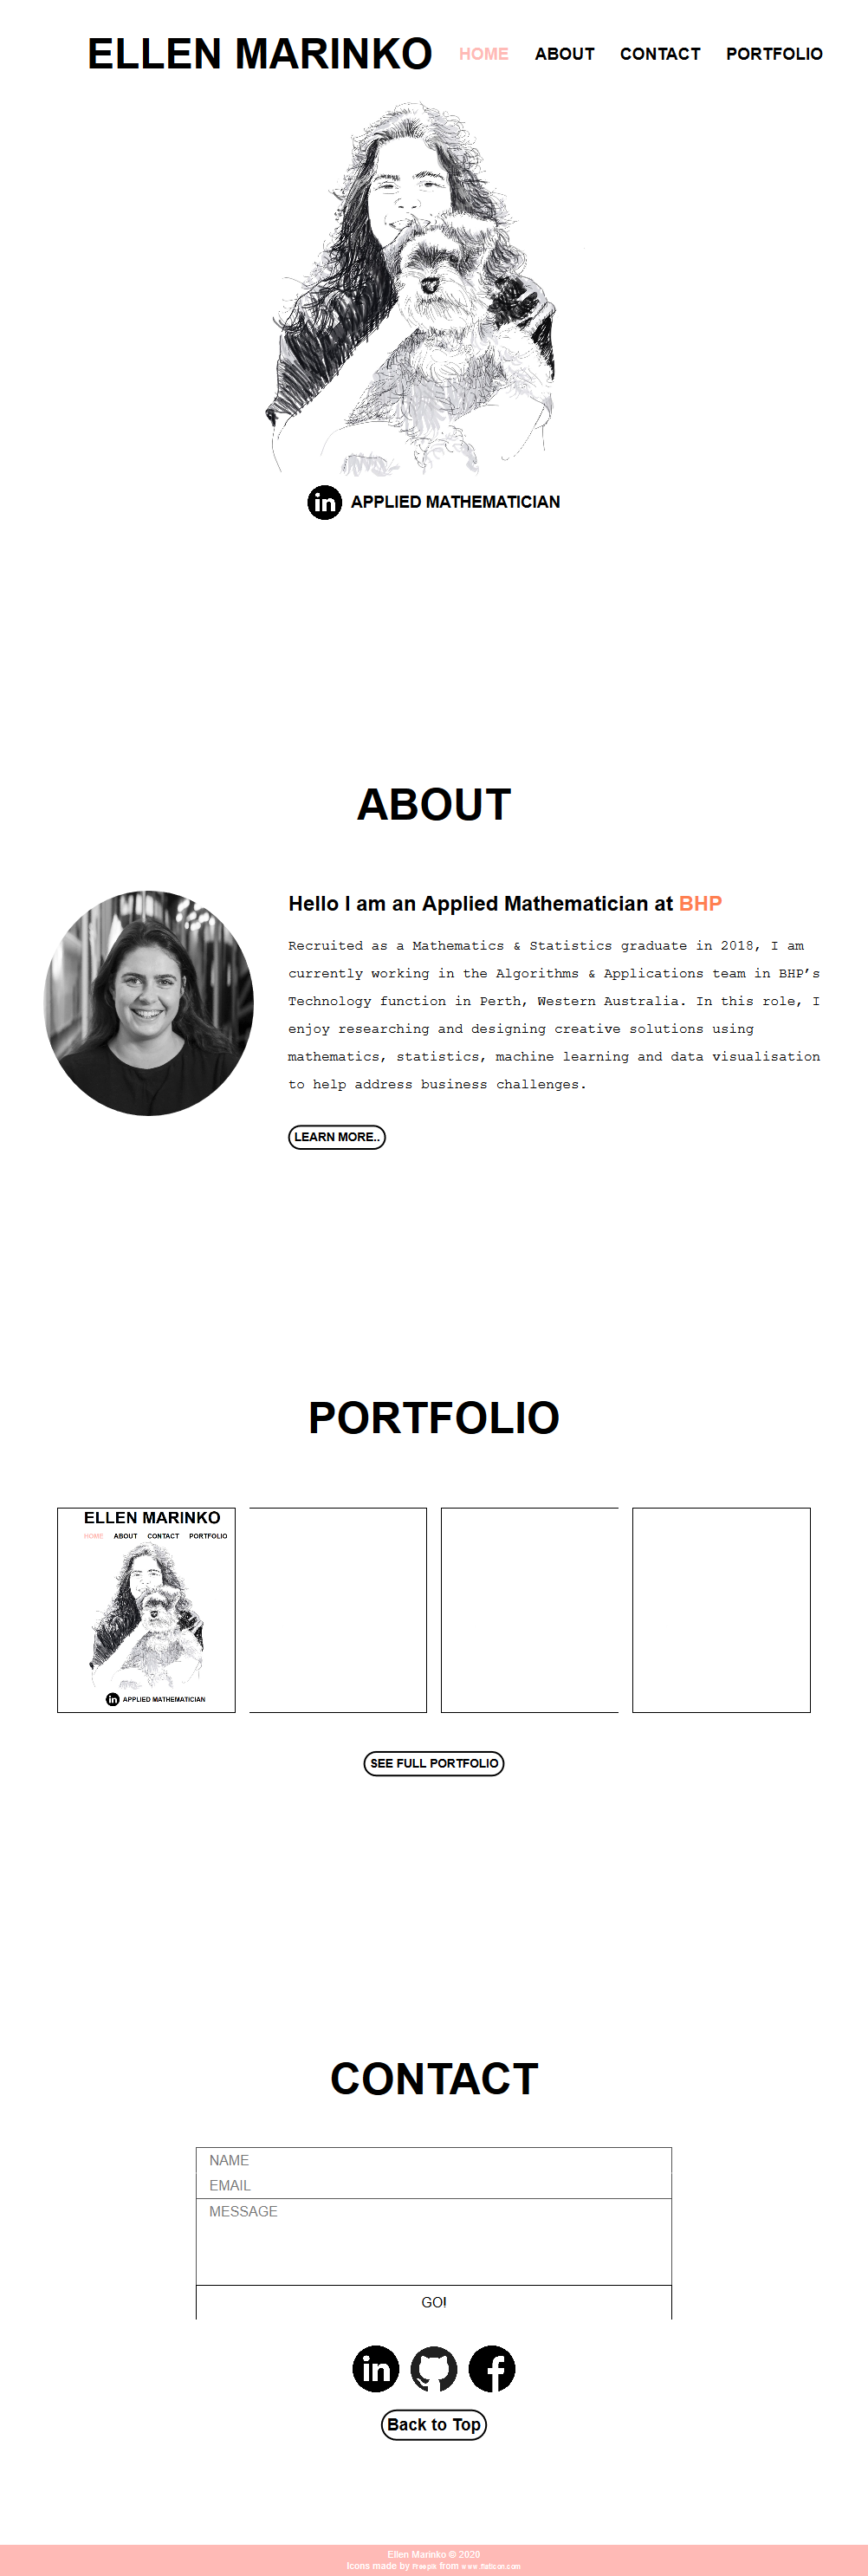 ELLEN MARINKO HOME ABOUT CONTACT PORTFOLIO
in APPLIED MATHEMATICIAN
ABOUT
Hello I am an Applied Mathematician at BHP
Recruited as a Mathematics & Statistics graduate in 2018, I am
currently working in the Algorithms & Applications team in BHP’s
Technology function in Perth, Western Australia. In this role, I
enjoy researching and designing creative solutions using
mathematics, statistics, machine learning and data visualisation
to help address business challenges.
LEARN MORE..
PORTFOLIO
ELLEN MARINKO
HOME ABOUT CONTACT PORTFOLIO
in APPLIED MATHEMATICIAN
SEE FULL PORTFOLIO
CONTACT
NAME
EMAIL
MESSAGE
GO!
in f
Back to Top
Ellen Marinko © 2020
Icons made by Freepik from www.flaticon.com